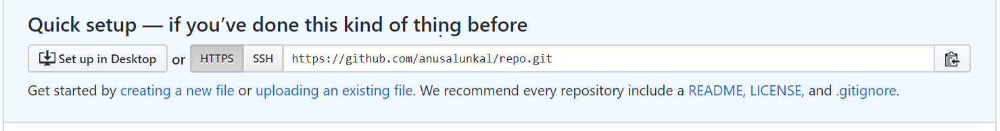 Quick setup — if you’ve done this kind of thing before
Set up in Desktop or HTTPS SSH https://github.com/anusalunkal/repo.git
Get started by creating a new file or uploading an existing file. We recommend every repository include a README, LICENSE, and .gitignore.